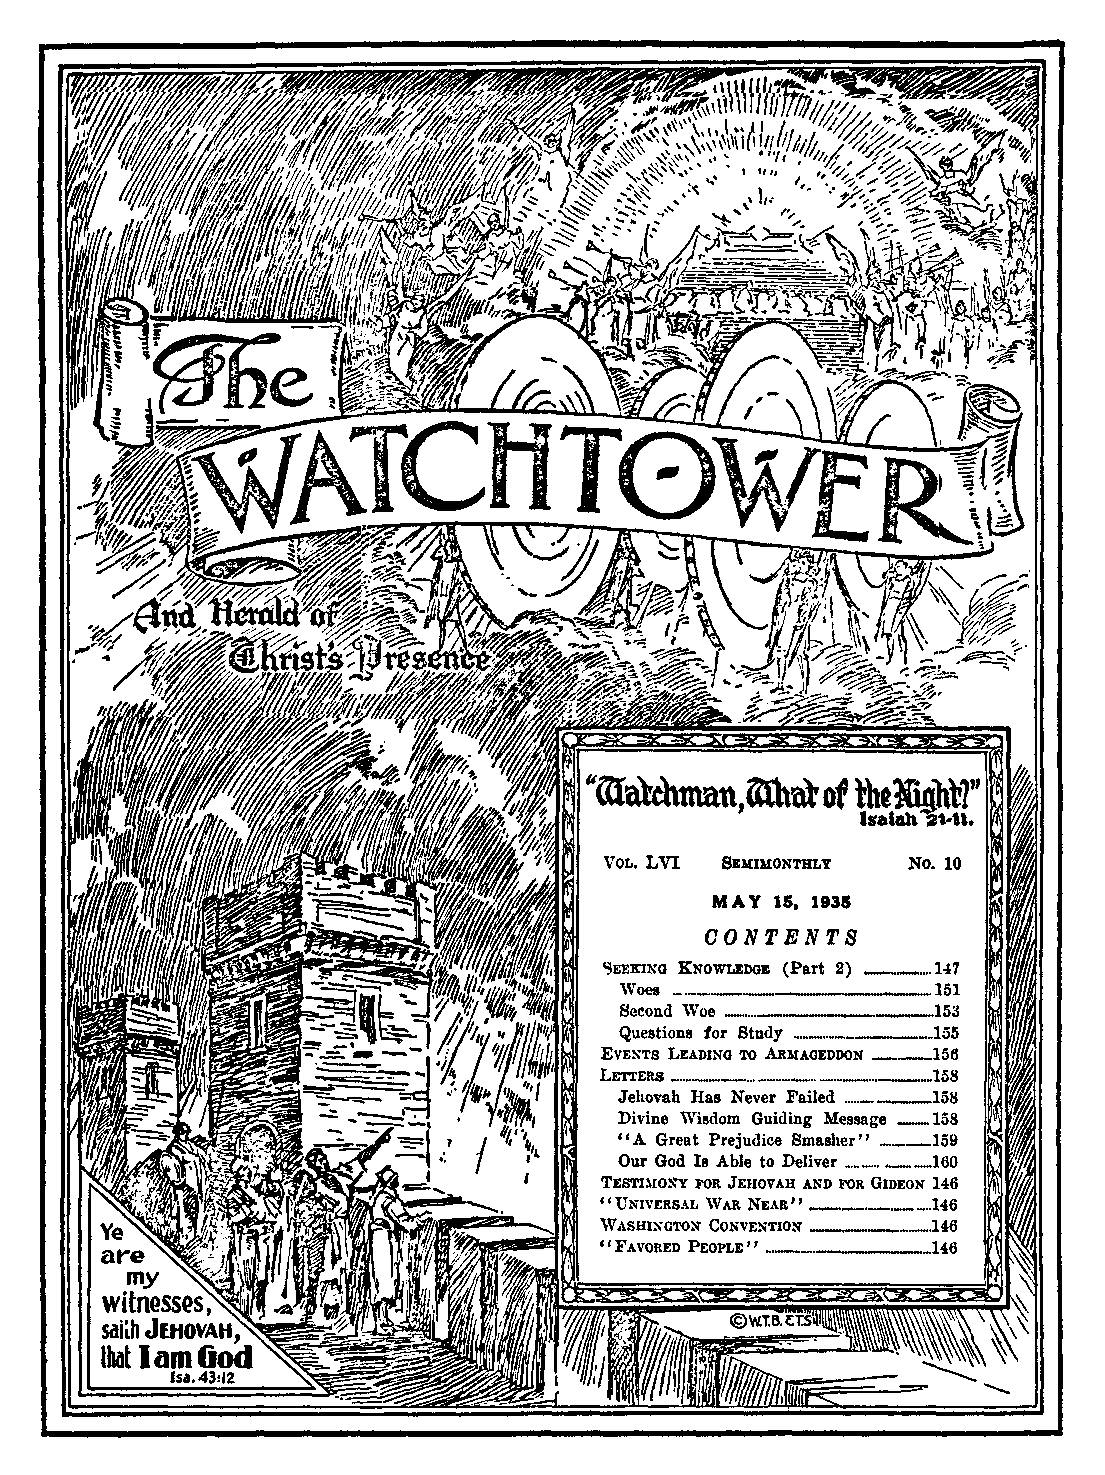 The
WATCHTOWER
And Herald of
Christ's Presence
"Watchman, What of the Night?"
Isaiah 21-11.
VOL. LVI SEMIMONTHLY NO. 10
MAY 15, 1935
CONTENTS
SEEKING KNOWLEDGE (Part 2) 147
Woes 151
Second Woe 153
Questions for Study 155
EVENTS LEADING TO ARMAGEDDON 156
LETTERS 158
Jehovah Has Never Failed 158
Divine Wisdom Guiding Message 158
"A Great Prejudice Smasher" 159
Our God Is Able to Deliver 160
TESTIMONY FOR JEHOVAH AND FOR GIDEON 146
"UNIVERSAL WAR NEAR" 146
WASHINGTON CONVENTION 146
"FAVORED PEOPLE" 146
Ye
are
my
witnesses,
saith JEHOVAH,
that I am God
Isa. 43:12
©W.T.B. & T.S.